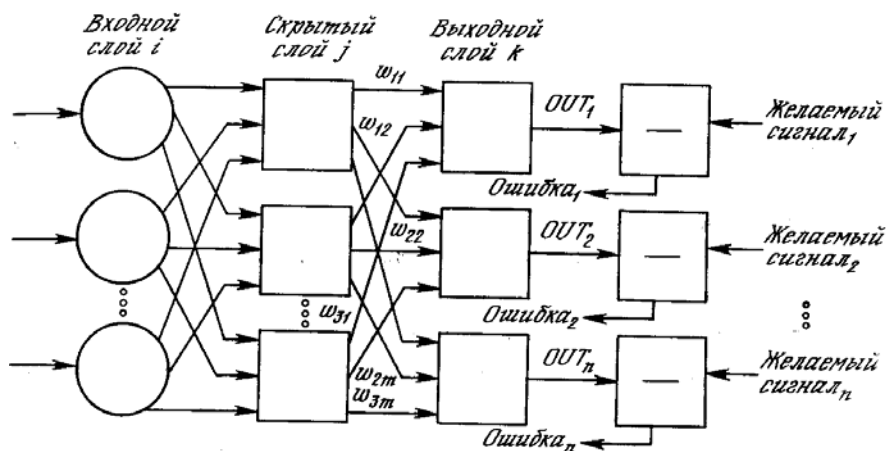 Входной
слой i
Скрытый
слой j
Выходной
слой k
w₁₁
w₁₂
w₂₂
w₃₁
w₂ₘ
w₃ₘ
OUT₁
Желаемый
сигнал₁
Ошибка₁
OUT₂
Желаемый
сигнал₂
Ошибка₂
OUTₙ
Желаемый
сигналₙ
Ошибкаₙ